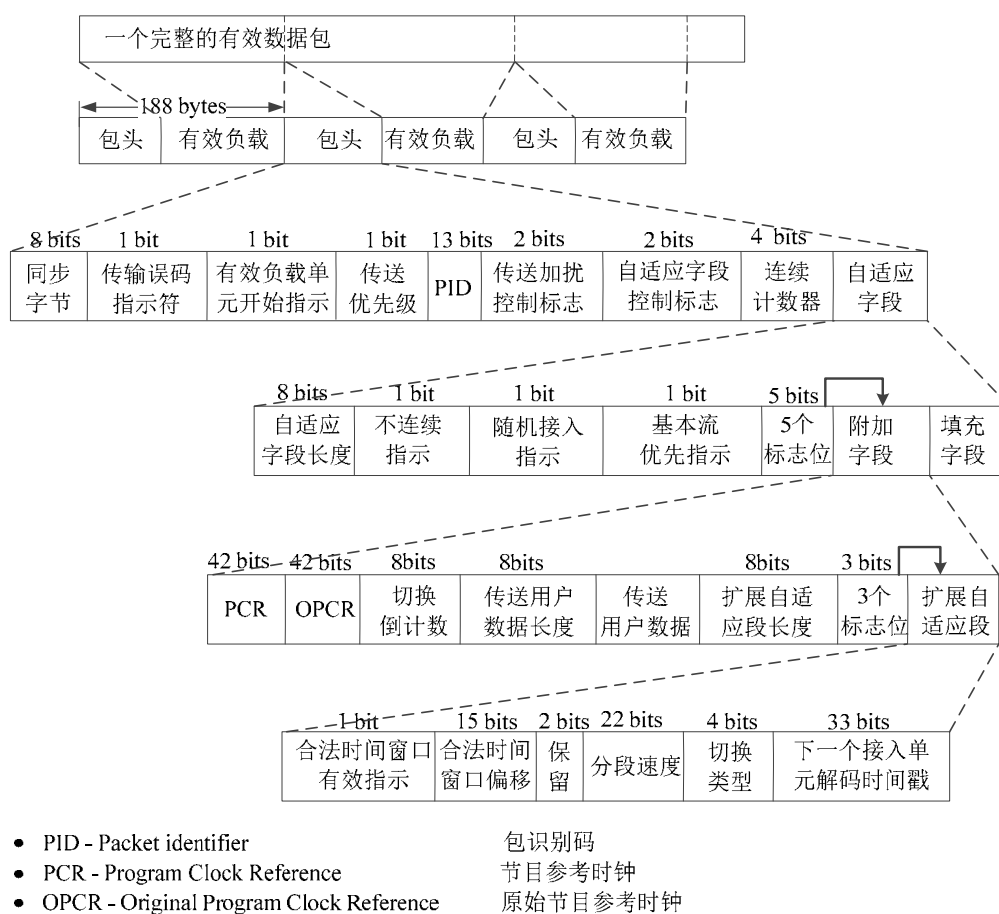 一个完整的有效数据包
188 bytes
包头 有效负载 包头 有效负载 包头 有效负载
8 bits 1 bit 1 bit 1 bit 13 bits 2 bits 2 bits 4 bits
同步 传输误码 有效负载单 传送 PID 传送加扰 自适应字段 连续 自适应
字节 指示符 元开始指示 优先级 控制标志 控制标志 计数器 字段
8 bits 1 bit 1 bit 1 bit 5 bits
自适应 不连续 随机接入 基本流 5个 附加 填充
字段长度 指示 指示 优先指示 标志位 字段 字段
42 bits 42 bits 8bits 8bits 8bits 3 bits
PCR OPCR 切换 传送用户 传送 扩展自适 3个 扩展自
倒计数 数据长度 用户数据 应段长度 标志位 适应段
1 bit 15 bits 2 bits 22 bits 4 bits 33 bits
合法时间窗口 合法时间 保 分段速度 切换 下一个接入单
有效指示 窗口偏移 留 类型 元解码时间戳
• PID - Packet identifier 包识别码
• PCR - Program Clock Reference 节目参考时钟
• OPCR - Original Program Clock Reference 原始节目参考时钟